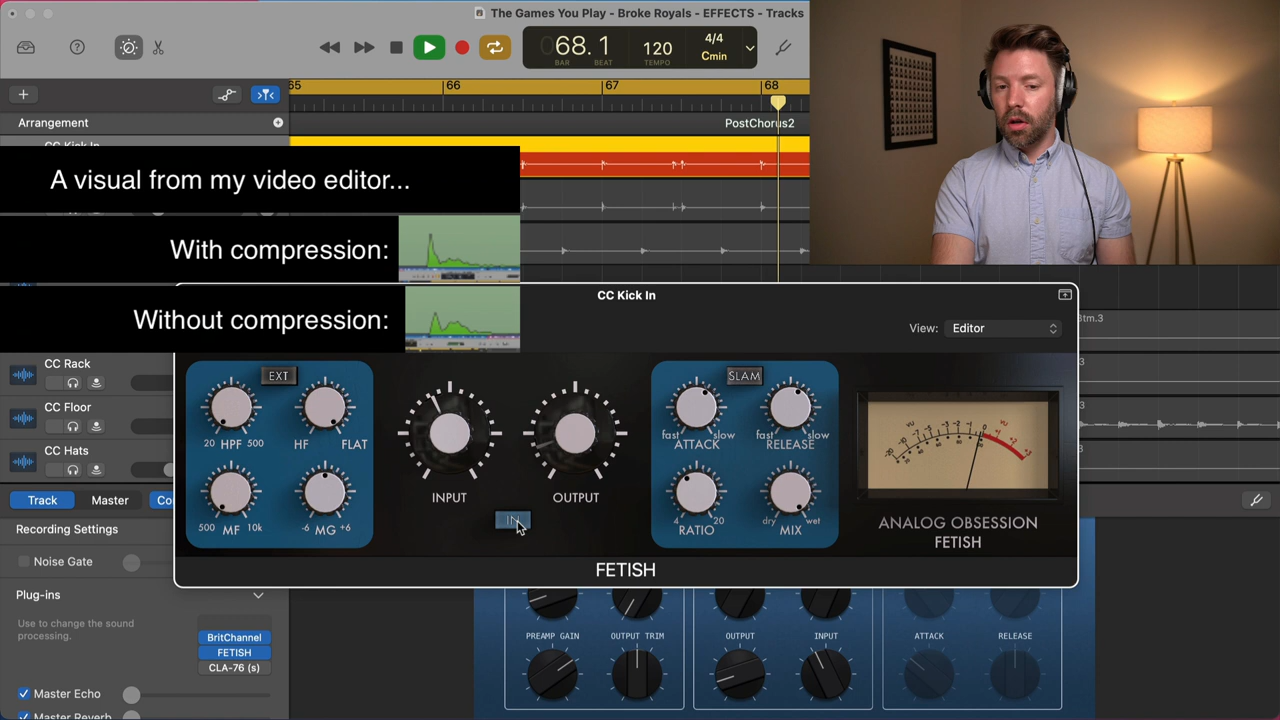 The Games You Play - Broke Royals - EFFECTS - Tracks
068. 1
BAR
BEAT
120
TEMPO
4/4
Cmin
65
66
67
68
Arrangement
PostChorus2
A visual from my video editor...
With compression:
Without compression:
CC Kick In
View:
Editor
CC Rack
CC Floor
CC Hats
EXT
20 HPF 500
HF FLAT
500 MF 10k
-6 MG +6
INPUT
OUTPUT
IN
SLAM
fast slow
ATTACK
fast slow
RELEASE
4 20
RATIO
dry wet
MIX
VU
ANALOG OBSESSION
FETISH
FETISH
Track
Master
Recording Settings
Noise Gate
Plug-ins
Use to change the sound
processing.
BritChannel
FETISH
CLA-76 (s)
Master Echo
Master Reverb
PREAMP GAIN
OUTPUT TRIM
OUTPUT
INPUT
ATTACK
RELEASE